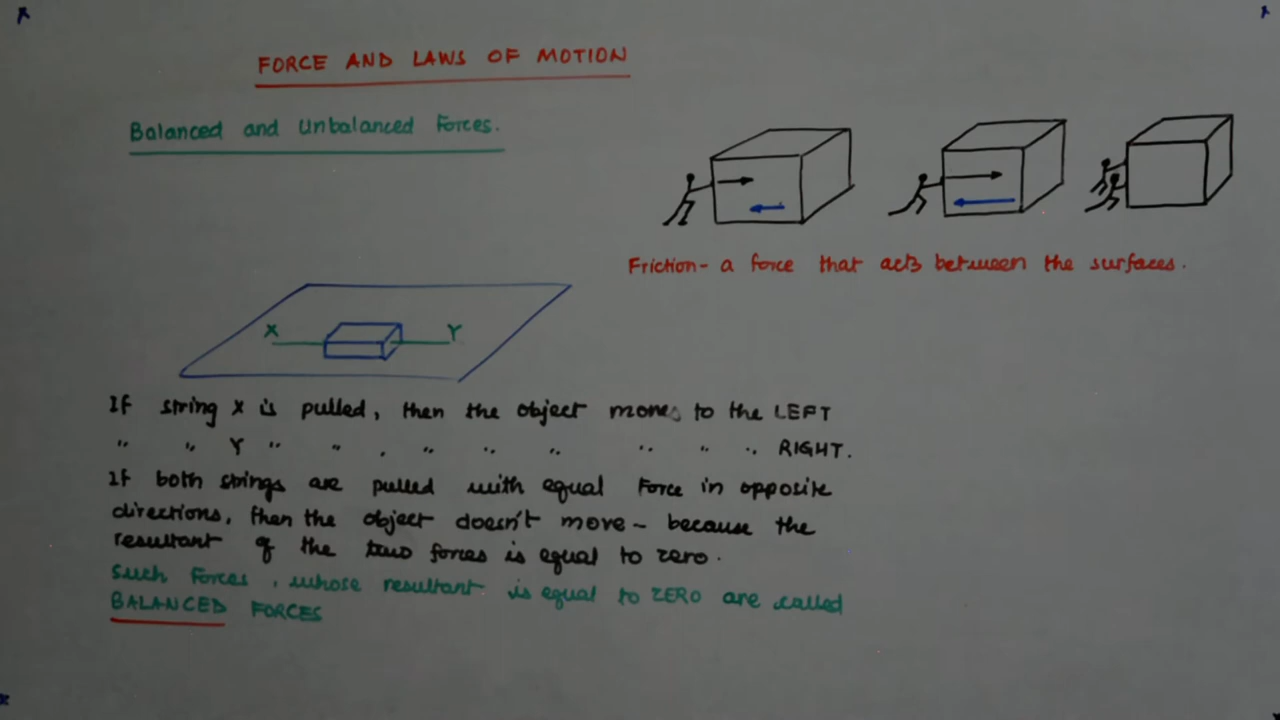 FORCE AND LAWS OF MOTION
Balanced and Unbalanced Forces.
Friction- a force that acts between the surfaces.
X Y
If string X is pulled, then the object moves to the LEFT
" " Y " " , " " " " " " RIGHT.
If both strings are pulled with equal Force in opposite
directions, then the object doesn't move - because the
resultant of the two forces is equal to zero.
Such Forces, whose resultant is equal to ZERO are called
BALANCED FORCES